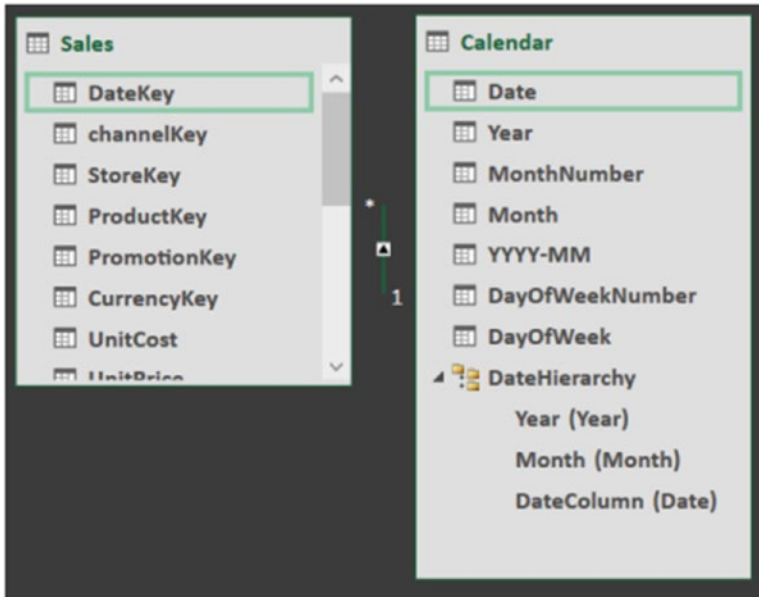 Sales
DateKey
channelKey
StoreKey
ProductKey
PromotionKey
CurrencyKey
UnitCost
UnitPrice
*
1
Calendar
Date
Year
MonthNumber
Month
YYYY-MM
DayOfWeekNumber
DayOfWeek
DateHierarchy
Year (Year)
Month (Month)
DateColumn (Date)